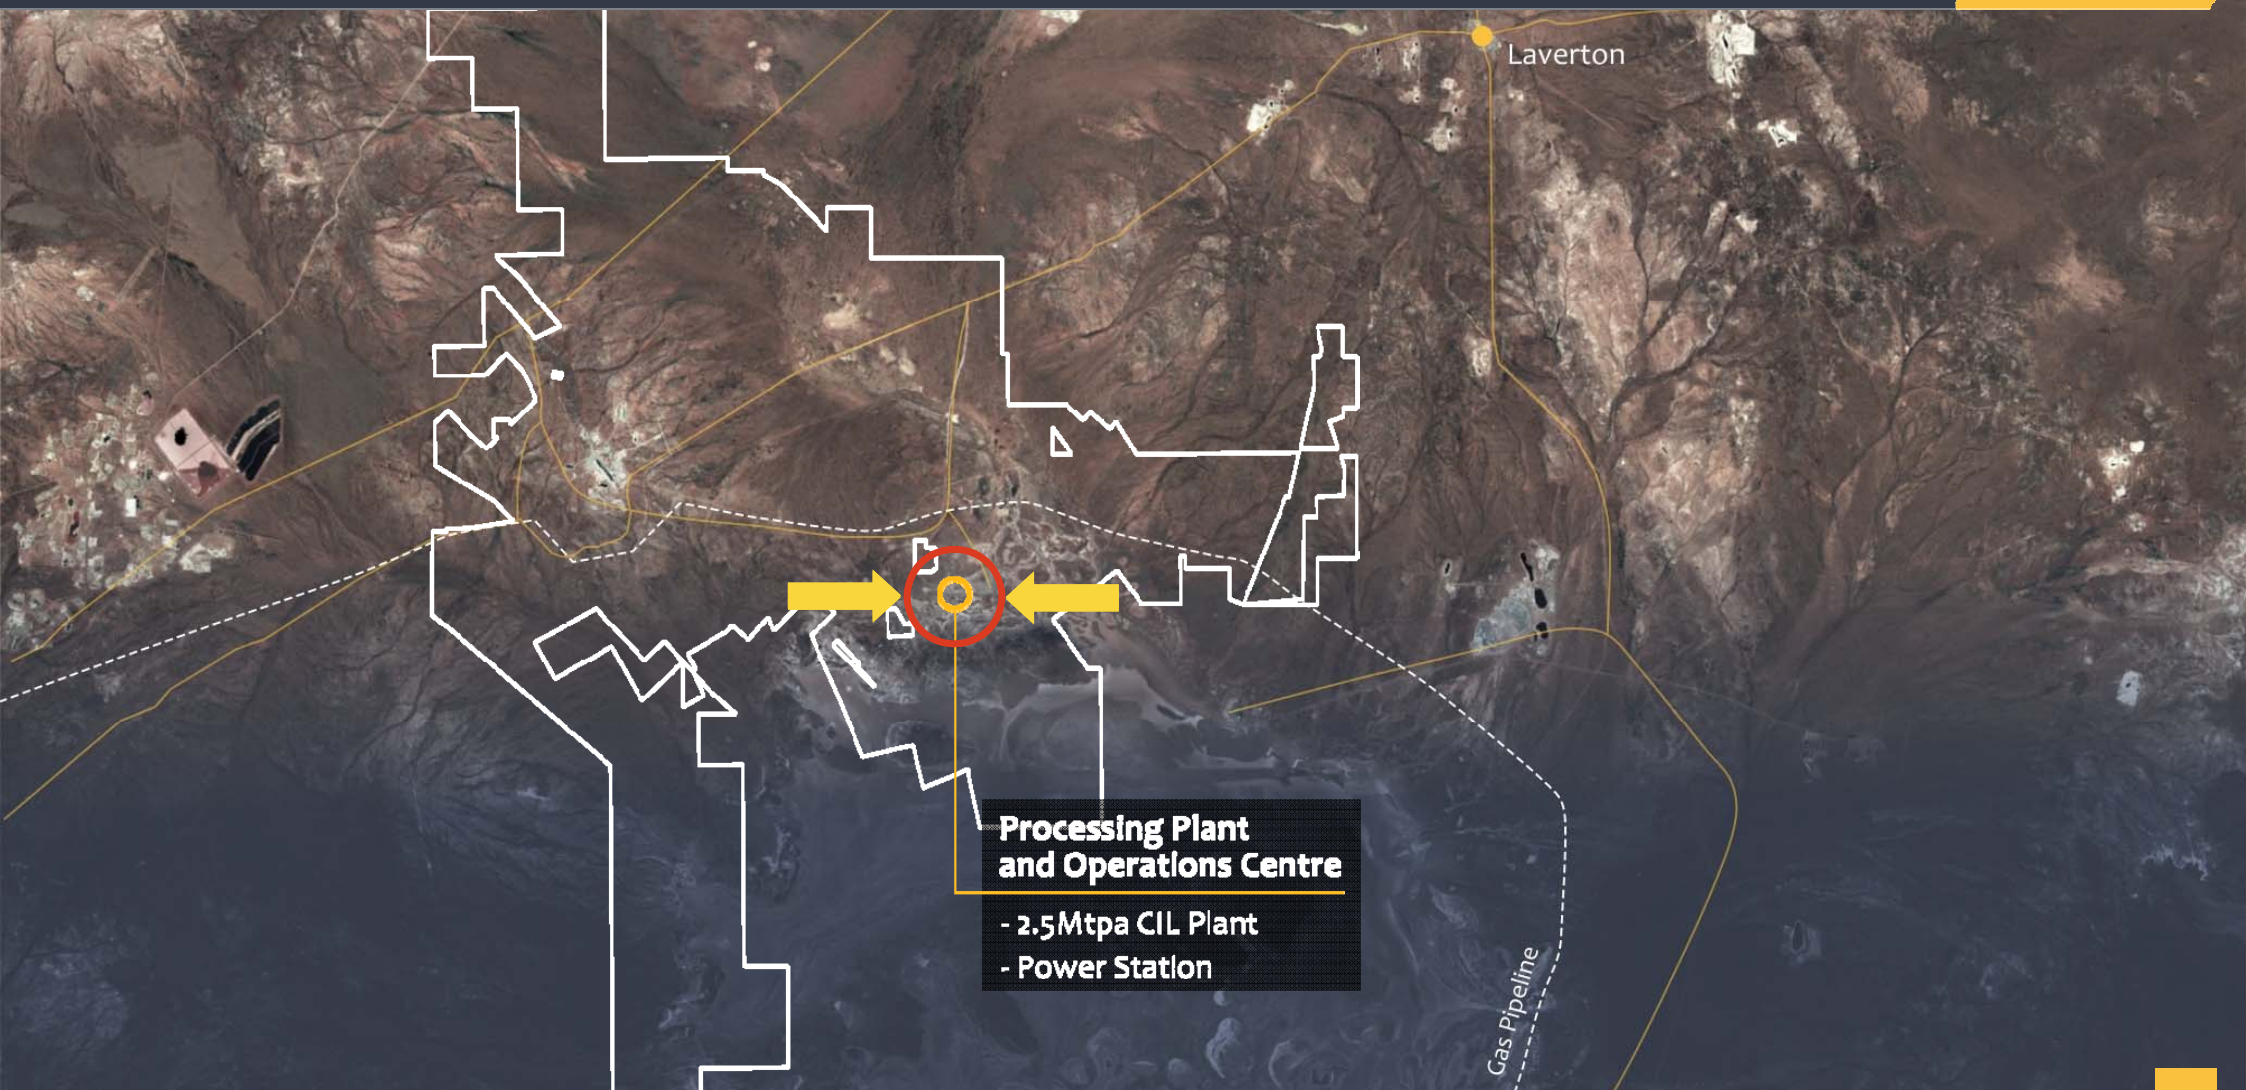 Laverton
Processing Plant
and Operations Centre
- 2.5Mtpa CIL Plant
- Power Station
Gas Pipeline